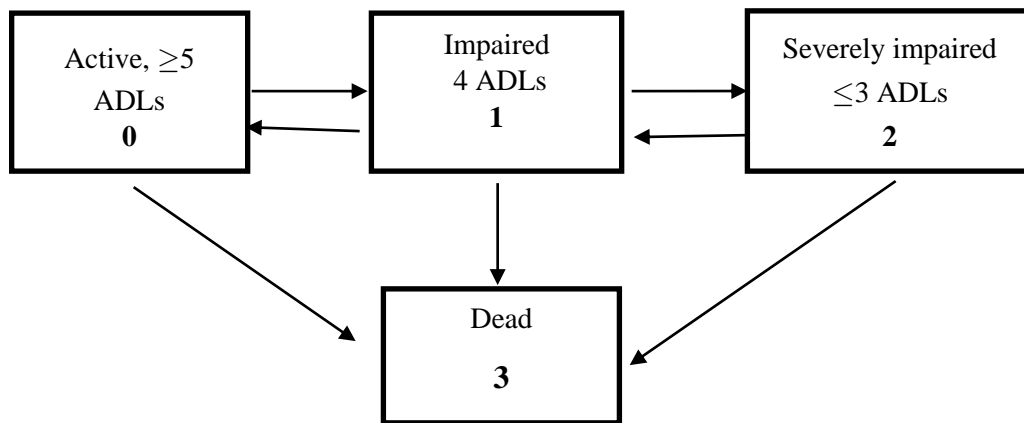 Active, ≥5
ADLs
0
Impaired
4 ADLs
1
Severely impaired
≤3 ADLs
2
Dead
3